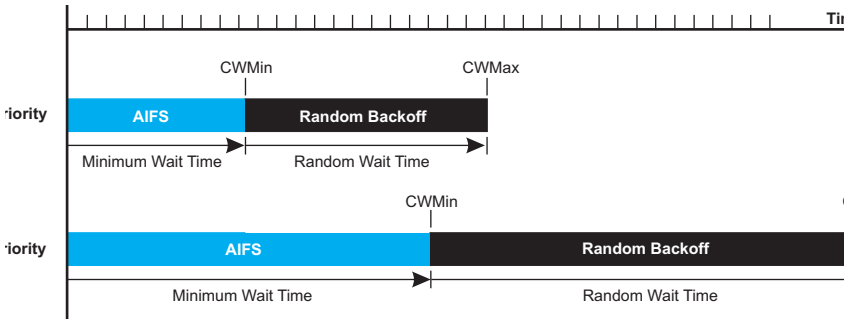 CWMin CWMax
AIFS Random Backoff
Minimum Wait Time Random Wait Time
CWMin
AIFS Random Backoff
Minimum Wait Time Random Wait Time